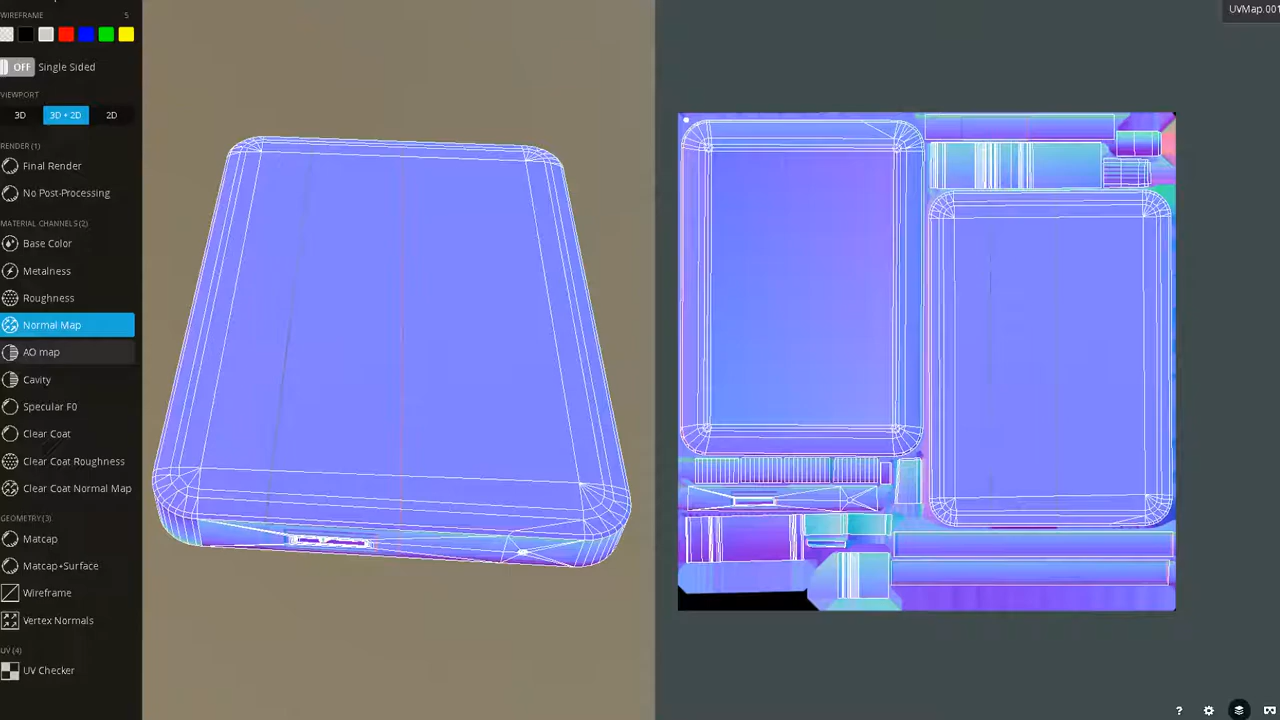 WIREFRAME 5
OFF Single Sided
VIEWPORT
3D 3D + 2D 2D
RENDER (1)
Final Render
No Post-Processing
MATERIAL CHANNELS (2)
Base Color
Metalness
Roughness
Normal Map
AO map
Cavity
Specular F0
Clear Coat
Clear Coat Roughness
Clear Coat Normal Map
GEOMETRY (3)
Matcap
Matcap+Surface
Wireframe
Vertex Normals
UV (4)
UV Checker
UVMap.001
?